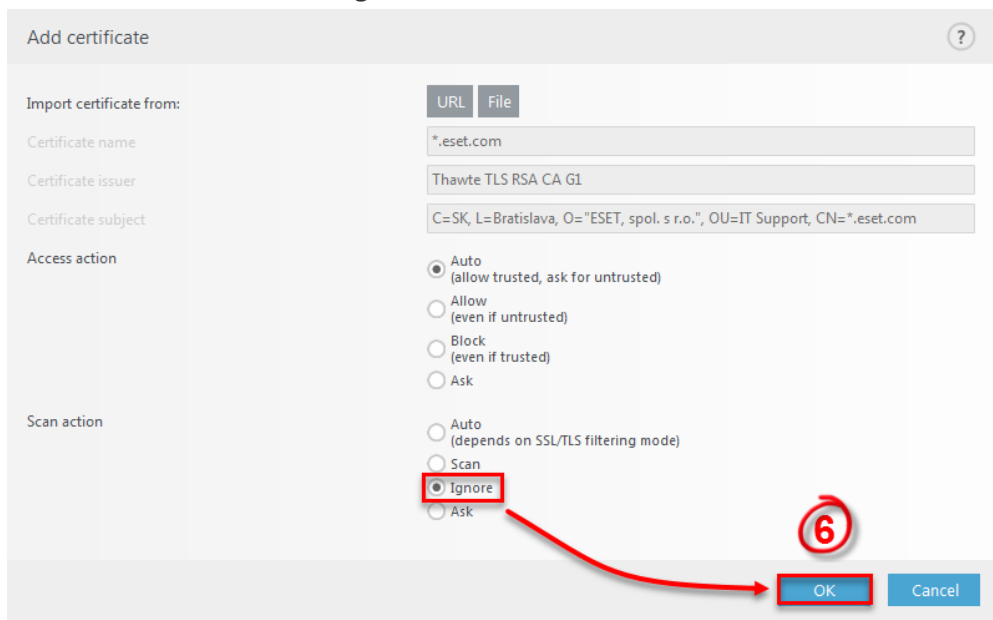 Add certificate
?
Import certificate from:
URL File
Certificate name
*.eset.com
Certificate issuer
Thawte TLS RSA CA G1
Certificate subject
C=SK, L=Bratislava, O="ESET, spol. s r.o.", OU=IT Support, CN=*.eset.com
Access action
Auto
(allow trusted, ask for untrusted)
Allow
(even if untrusted)
Block
(even if trusted)
Ask
Scan action
Auto
(depends on SSL/TLS filtering mode)
Scan
Ignore
Ask
6
OK Cancel